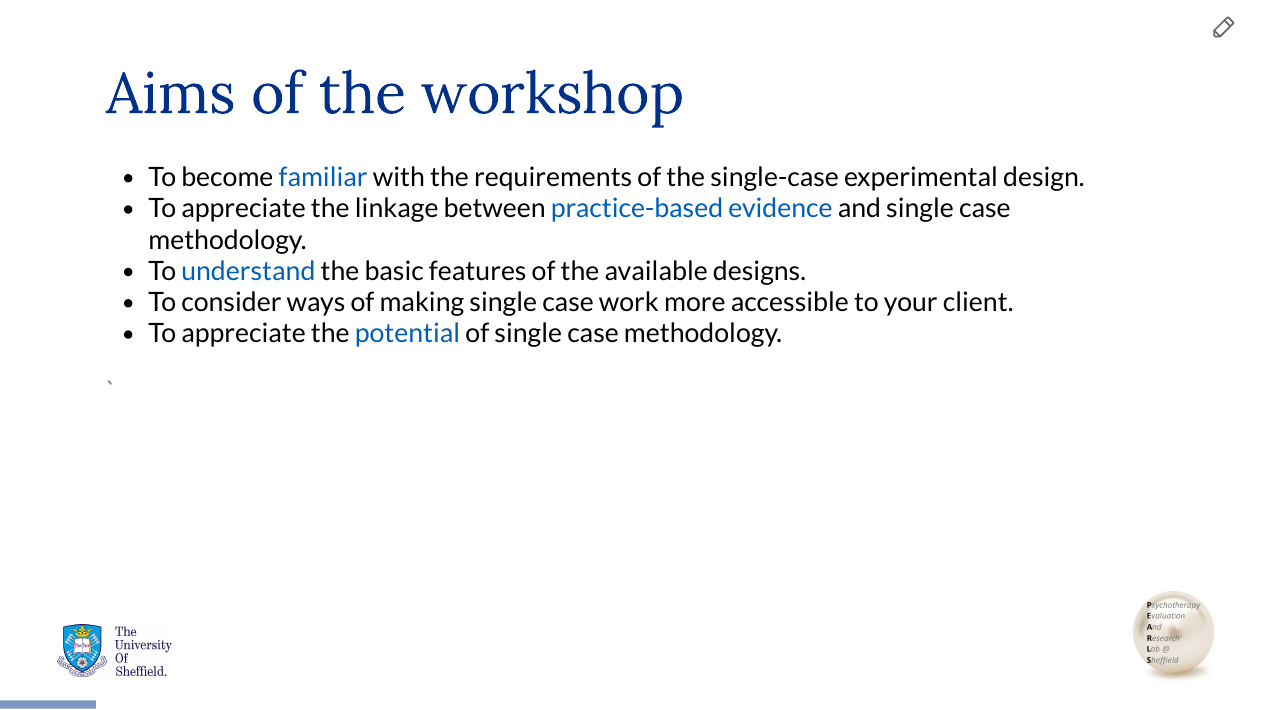 Aims of the workshop
• To become familiar with the requirements of the single-case experimental design.
• To appreciate the linkage between practice-based evidence and single case
methodology.
• To understand the basic features of the available designs.
• To consider ways of making single case work more accessible to your client.
• To appreciate the potential of single case methodology.
`
The
University
Of
Sheffield.
Psychotherapy
Evaluation
And
Research
Lab @
Sheffield